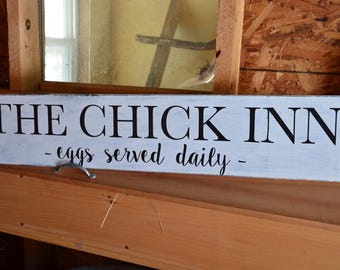 THE CHICK INN
- eggs served daily -